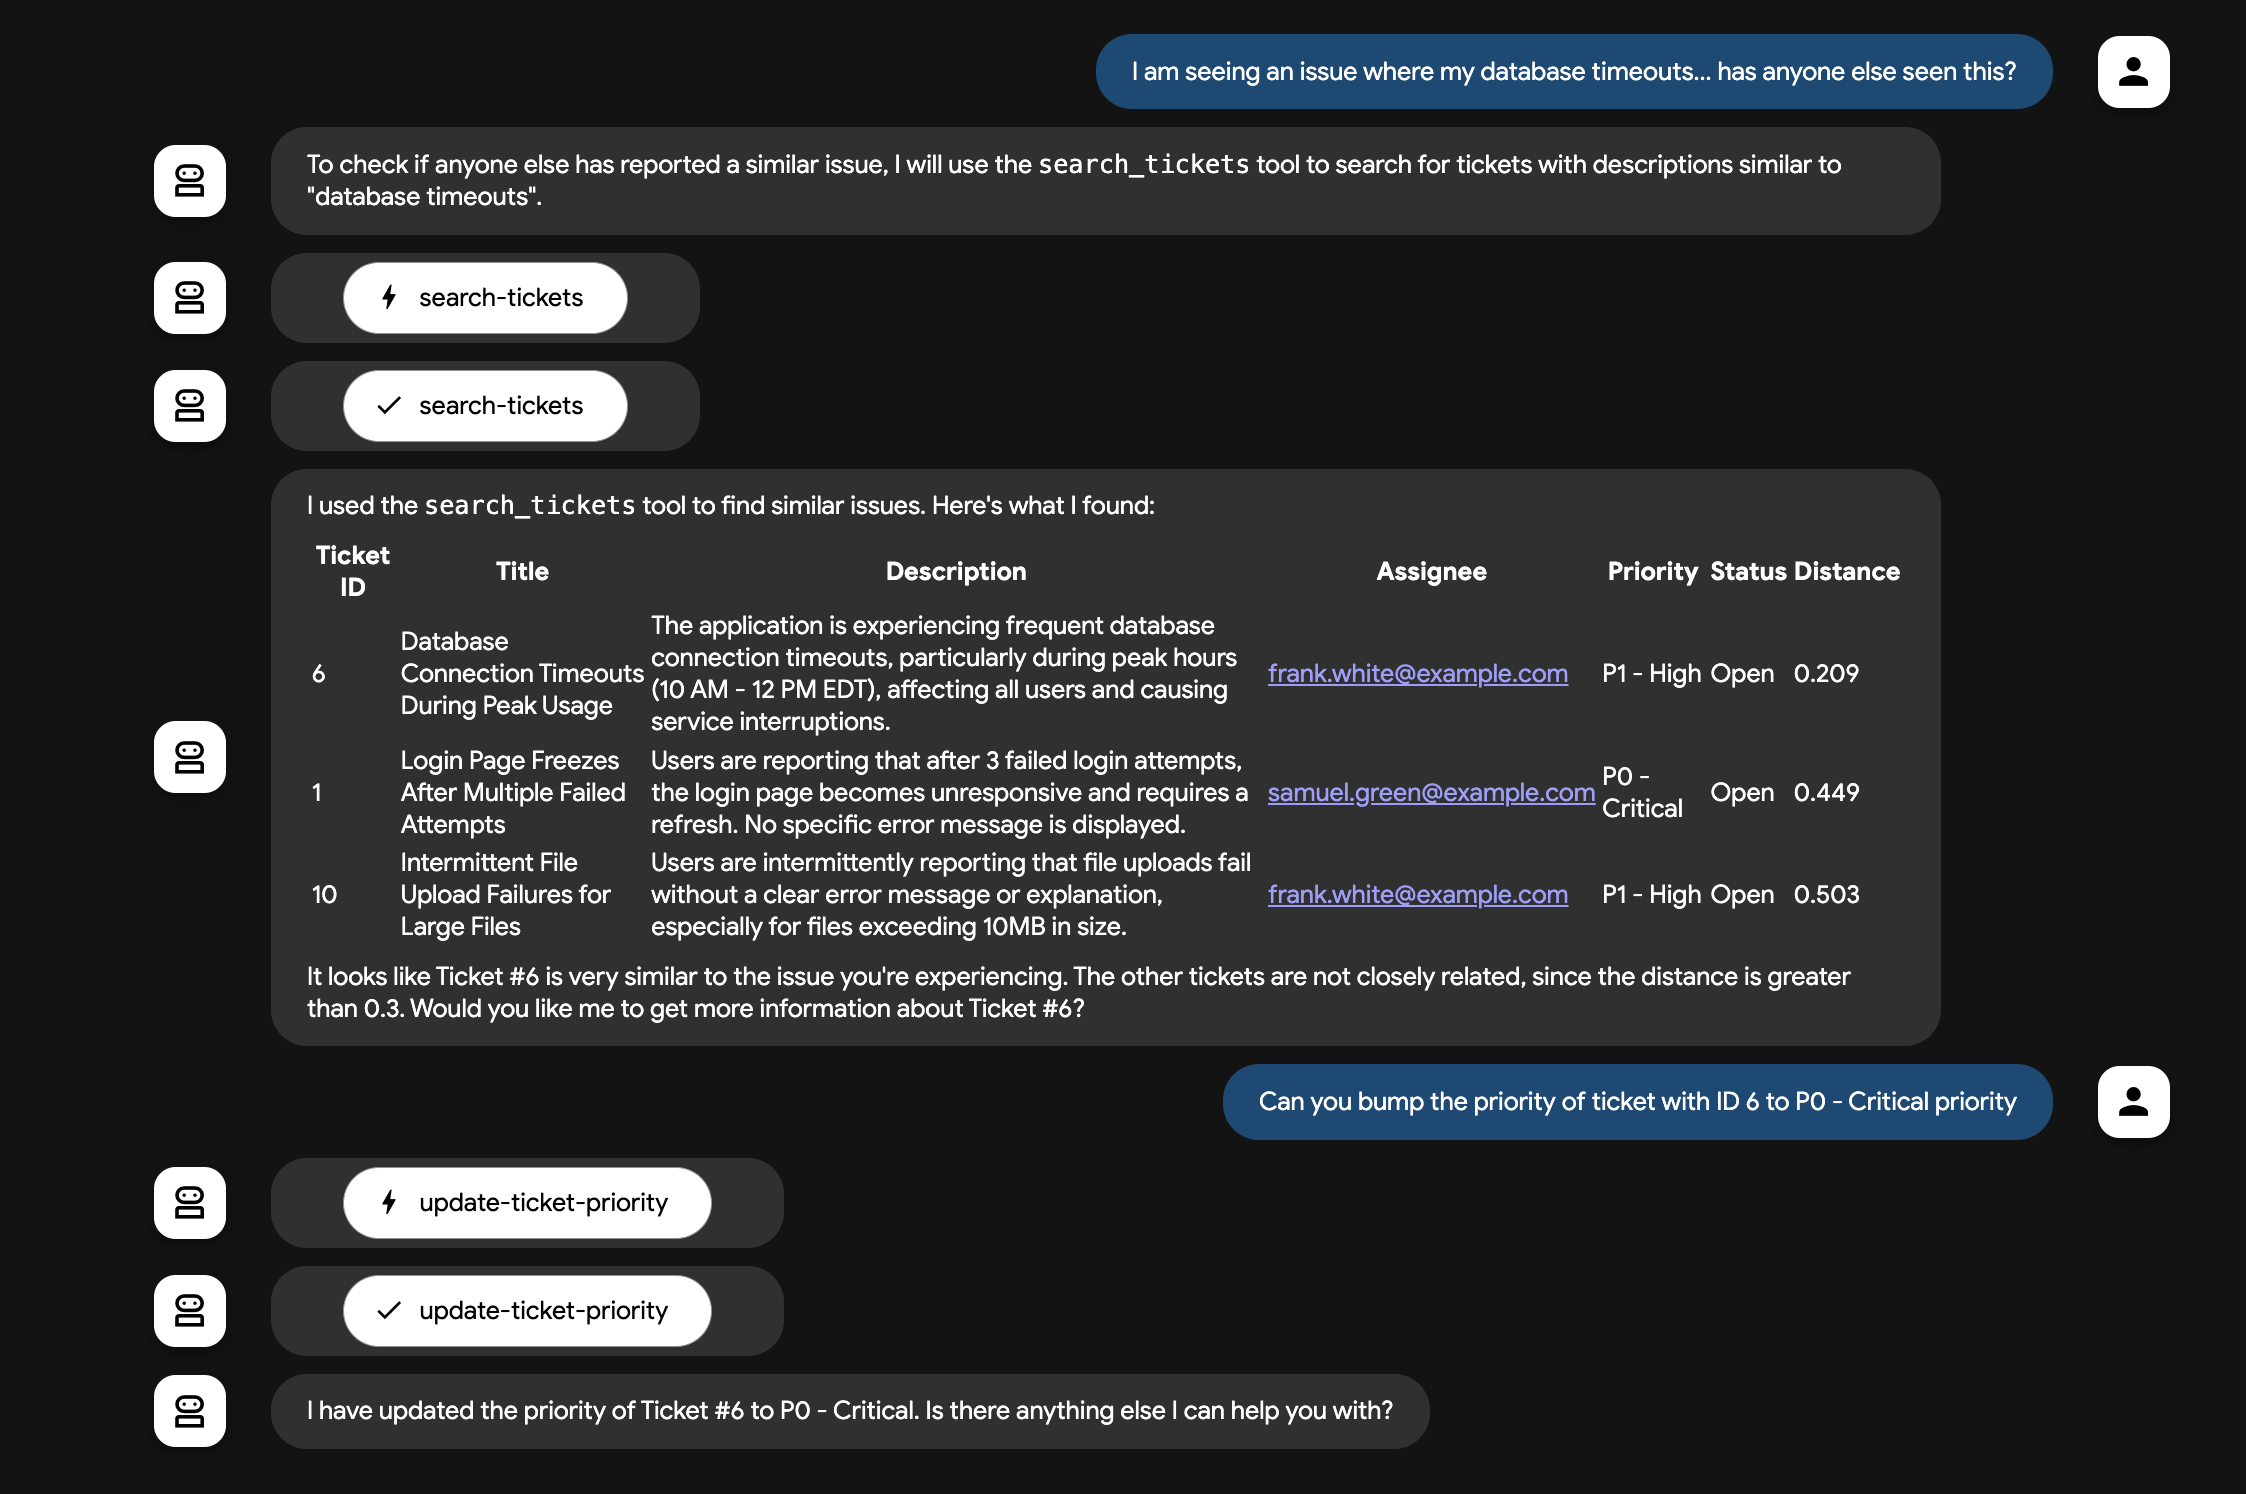 I am seeing an issue where my database timeouts... has anyone else seen this?
To check if anyone else has reported a similar issue, I will use the search_tickets tool to search for tickets with descriptions similar to
"database timeouts".
search-tickets
search-tickets
I used the search_tickets tool to find similar issues. Here's what I found:
Ticket
ID
Title
Description
Assignee
Priority
Status
Distance
6
Database
Connection Timeouts
During Peak Usage
The application is experiencing frequent database
connection timeouts, particularly during peak hours
(10 AM - 12 PM EDT), affecting all users and causing
service interruptions.
frank.white@example.com
P1 - High
Open
0.209
1
Login Page Freezes
After Multiple Failed
Attempts
Users are reporting that after 3 failed login attempts,
the login page becomes unresponsive and requires a
refresh. No specific error message is displayed.
samuel.green@example.com
P0 -
Critical
Open
0.449
10
Intermittent File
Upload Failures for
Large Files
Users are intermittently reporting that file uploads fail
without a clear error message or explanation,
especially for files exceeding 10MB in size.
frank.white@example.com
P1 - High
Open
0.503
It looks like Ticket #6 is very similar to the issue you're experiencing. The other tickets are not closely related, since the distance is greater
than 0.3. Would you like me to get more information about Ticket #6?
Can you bump the priority of ticket with ID 6 to P0 - Critical priority
update-ticket-priority
update-ticket-priority
I have updated the priority of Ticket #6 to P0 - Critical. Is there anything else I can help you with?